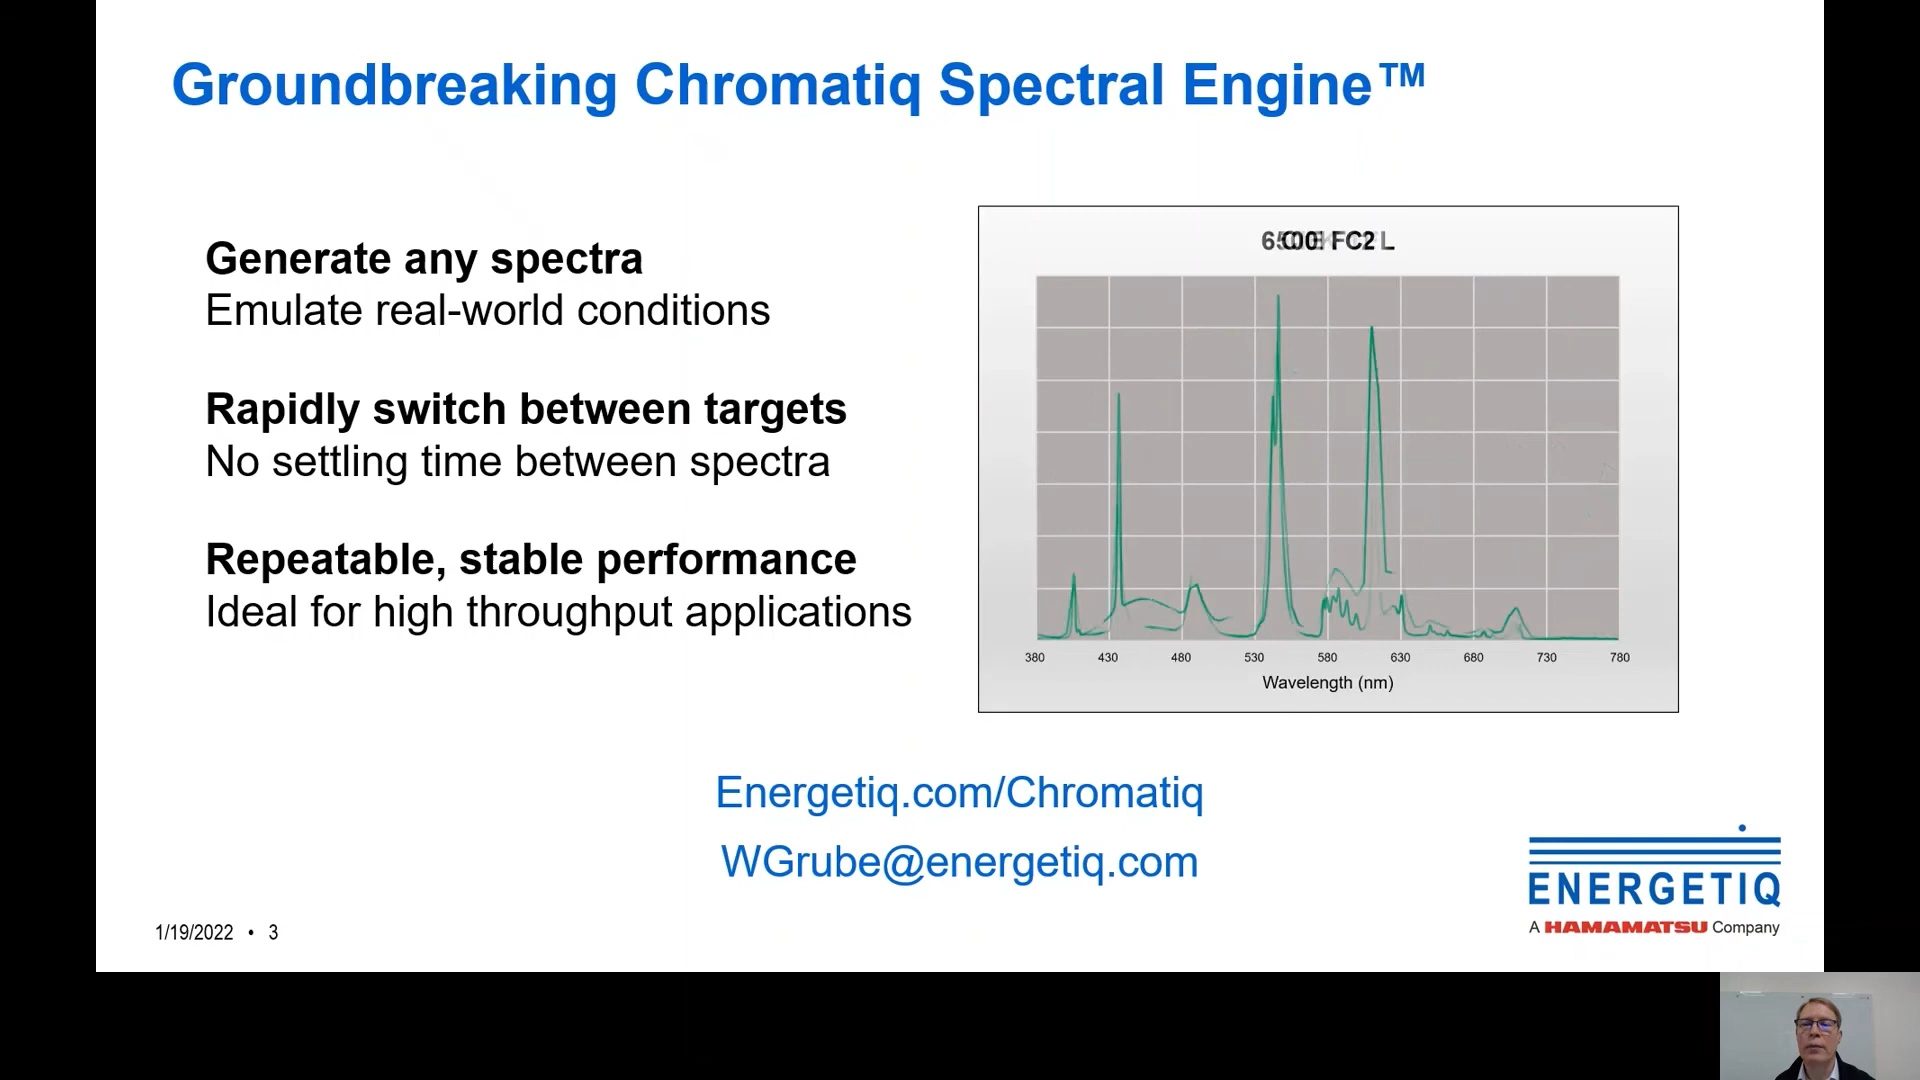 Groundbreaking Chromatiq Spectral Engine™
Generate any spectra
Emulate real-world conditions
Rapidly switch between targets
No settling time between spectra
Repeatable, stable performance
Ideal for high throughput applications
380 430 480 530 580 630 680 730 780
Wavelength (nm)
Energetiq.com/Chromatiq
WGrube@energetiq.com
ENERGETIQ
A HAMAMATSU Company
1/19/2022 • 3